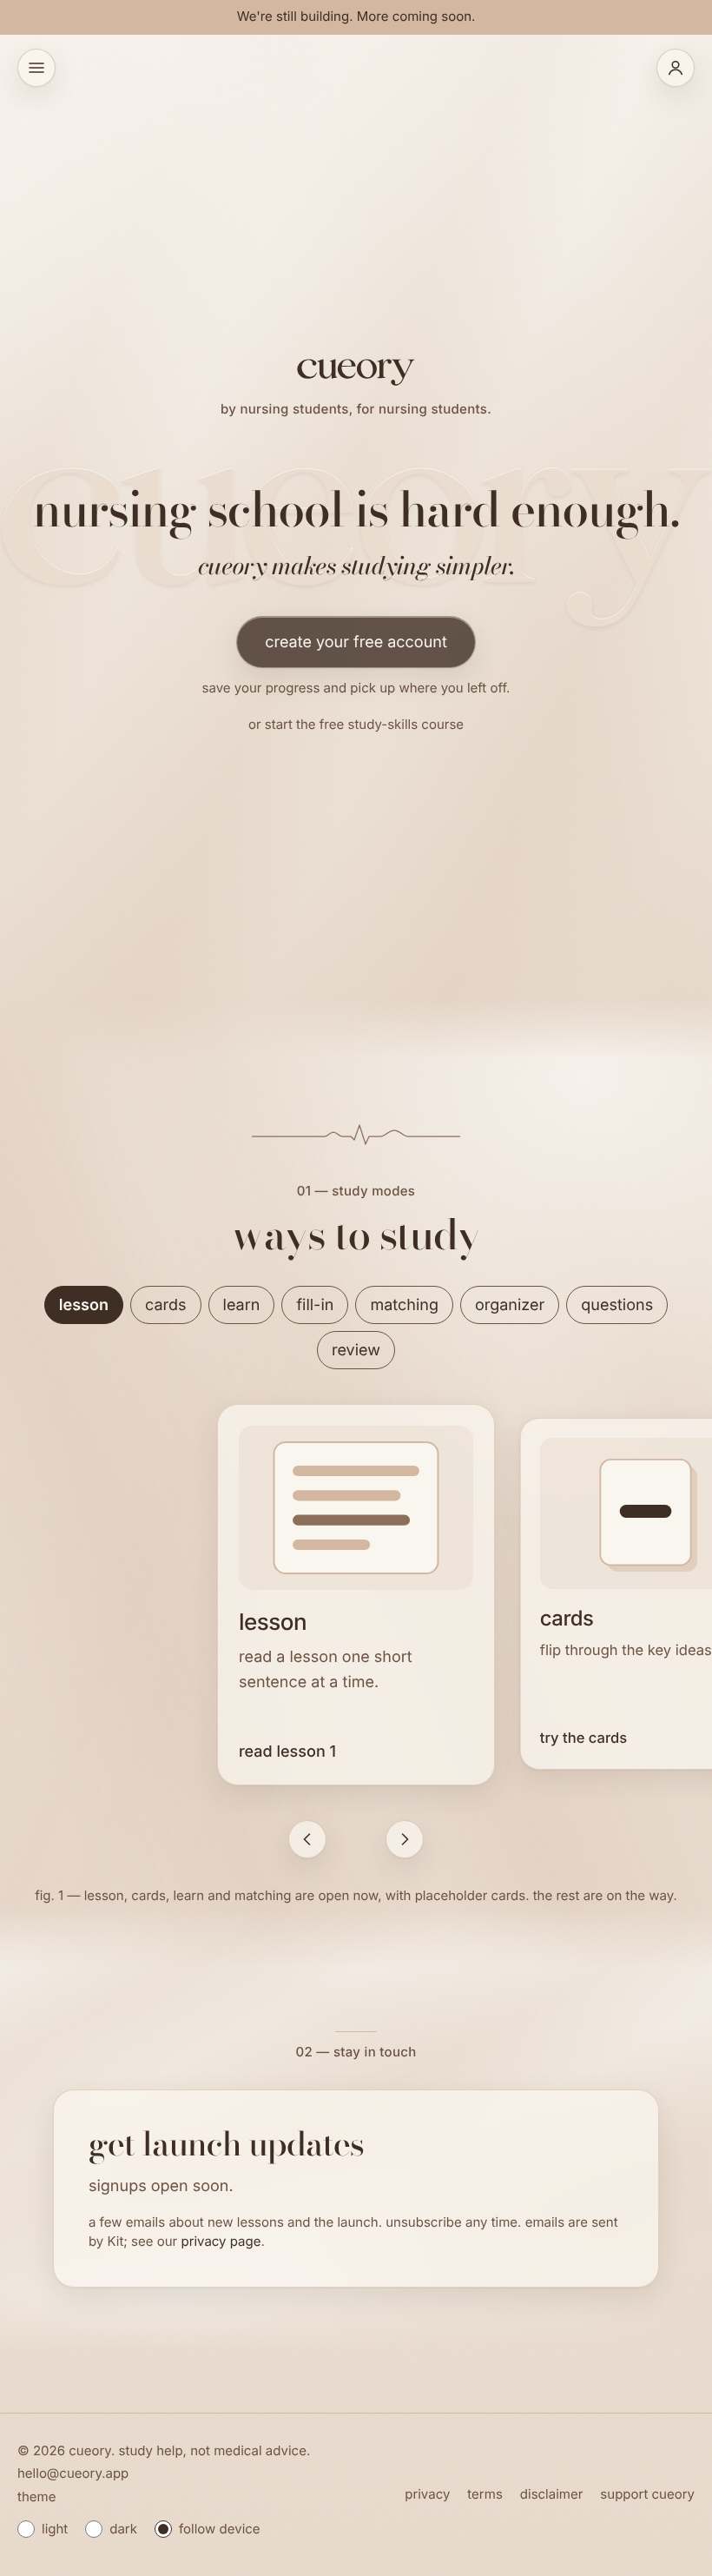 We're still building. More coming soon.
cueory
by nursing students, for nursing students.
cueory
nursing school is hard enough.
cueory makes studying simpler.
create your free account
save your progress and pick up where you left off.
or start the free study-skills course
01 — study modes
ways to study
lesson
cards
learn
fill-in
matching
organizer
questions
review
lesson
read a lesson one short
sentence at a time.
read lesson 1
cards
flip through the key ideas
try the cards
fig. 1 — lesson, cards, learn and matching are open now, with placeholder cards. the rest are on the way.
02 — stay in touch
get launch updates
signups open soon.
a few emails about new lessons and the launch. unsubscribe any time. emails are sent
by Kit; see our privacy page.
© 2026 cueory. study help, not medical advice.
hello@cueory.app
theme
light
dark
follow device
privacy
terms
disclaimer
support cueory